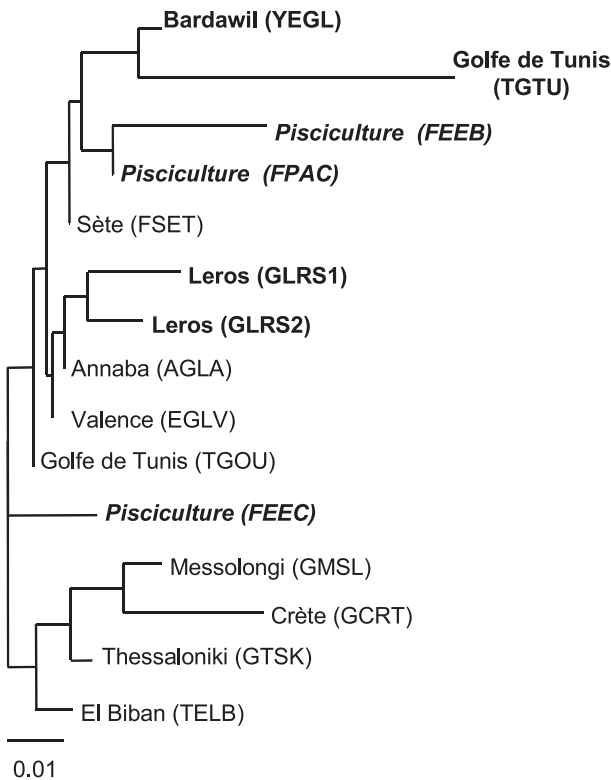 Bardawil (YEGL)
Golfe de Tunis
(TGTU)
Pisciculture (FEEB)
Pisciculture (FPAC)
Sète (FSET)
Leros (GLRS1)
Leros (GLRS2)
Annaba (AGLA)
Valence (EGLV)
Golfe de Tunis (TGOU)
Pisciculture (FEEC)
Messolongi (GMSL)
Crète (GCRT)
Thessaloniki (GTSK)
El Biban (TELB)
0.01